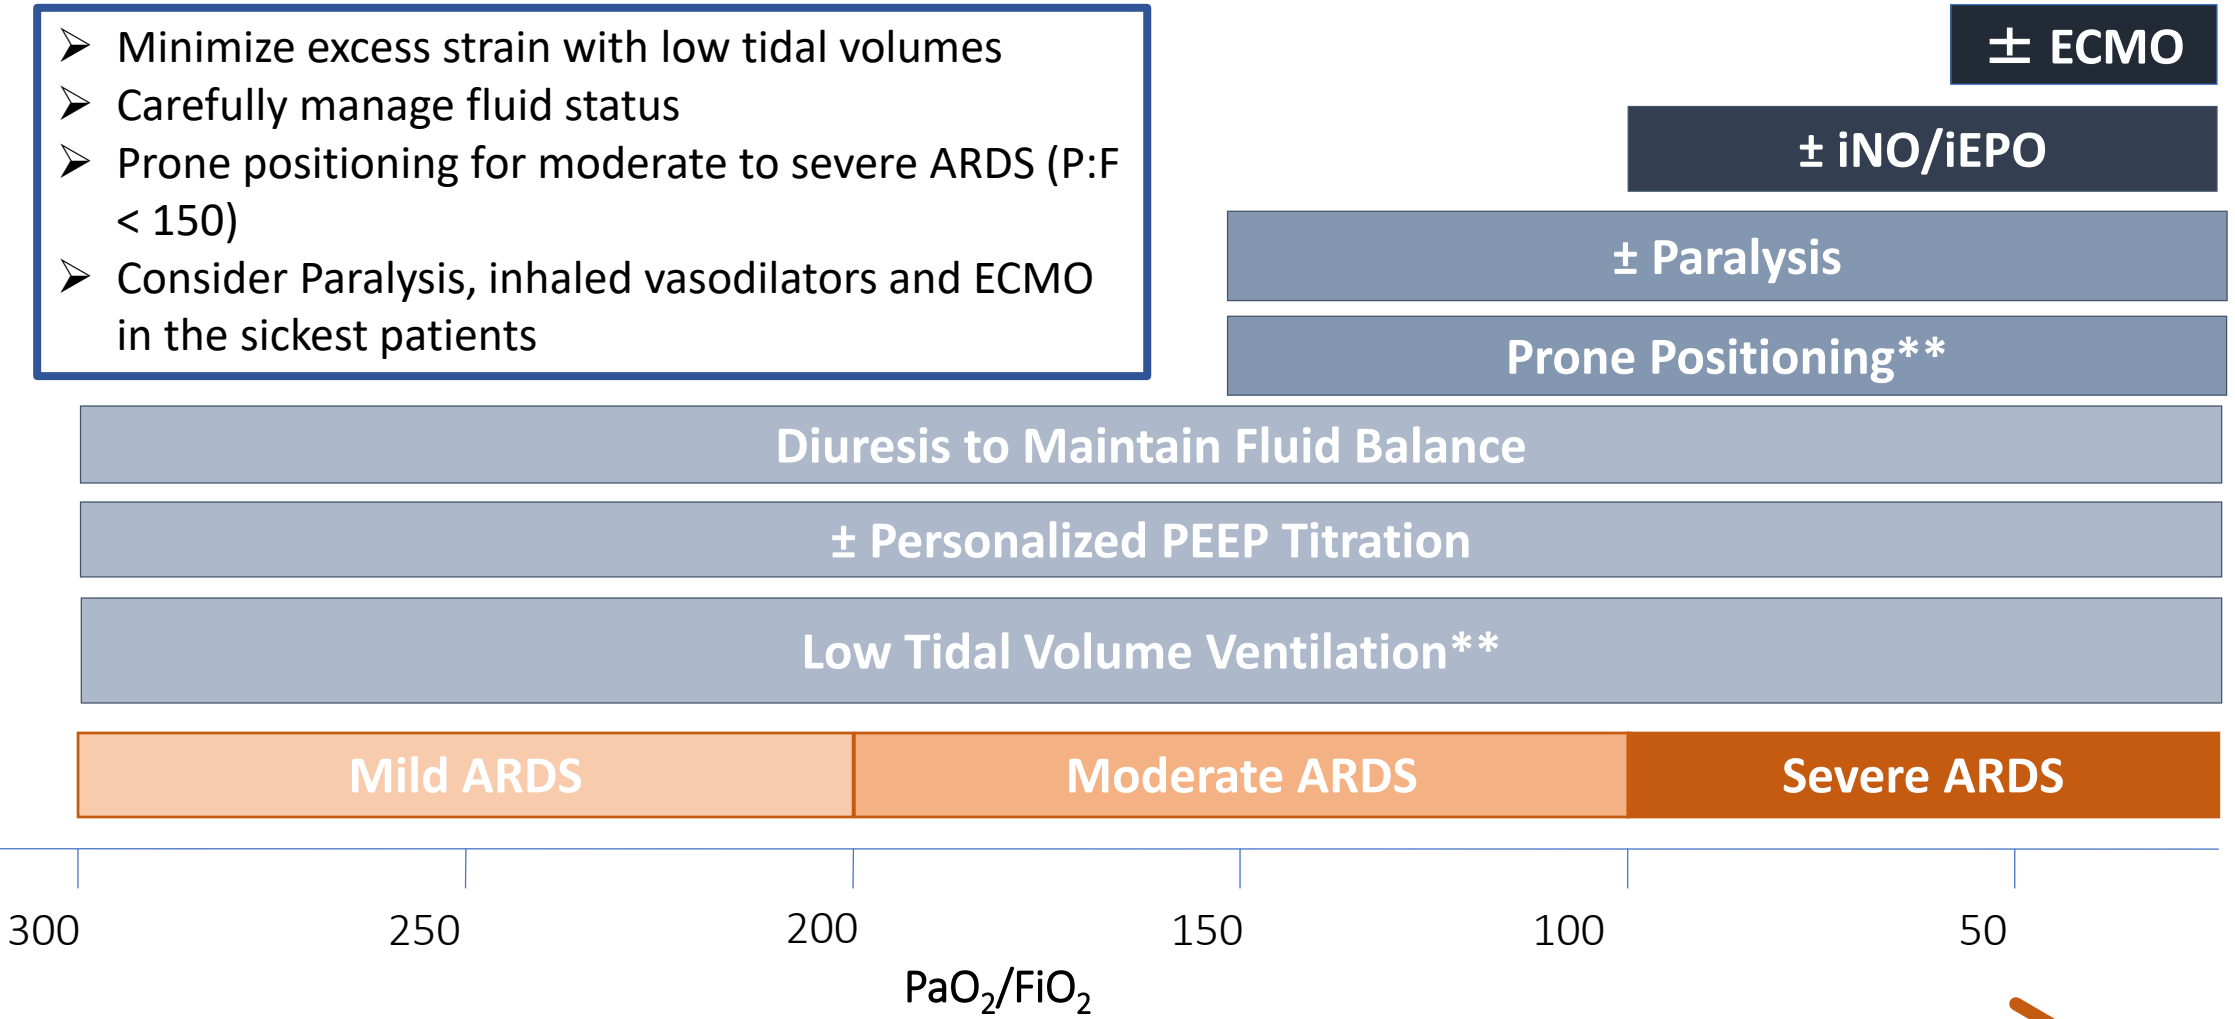 ➢ Minimize excess strain with low tidal volumes
➢ Carefully manage fluid status
➢ Prone positioning for moderate to severe ARDS (P:F
< 150)
➢ Consider Paralysis, inhaled vasodilators and ECMO
in the sickest patients
± ECMO
± iNO/iEPO
± Paralysis
Prone Positioning**
Diuresis to Maintain Fluid Balance
± Personalized PEEP Titration
Low Tidal Volume Ventilation**
Mild ARDS
Moderate ARDS
Severe ARDS
300
250
200
150
100
50
PaO₂/FiO₂